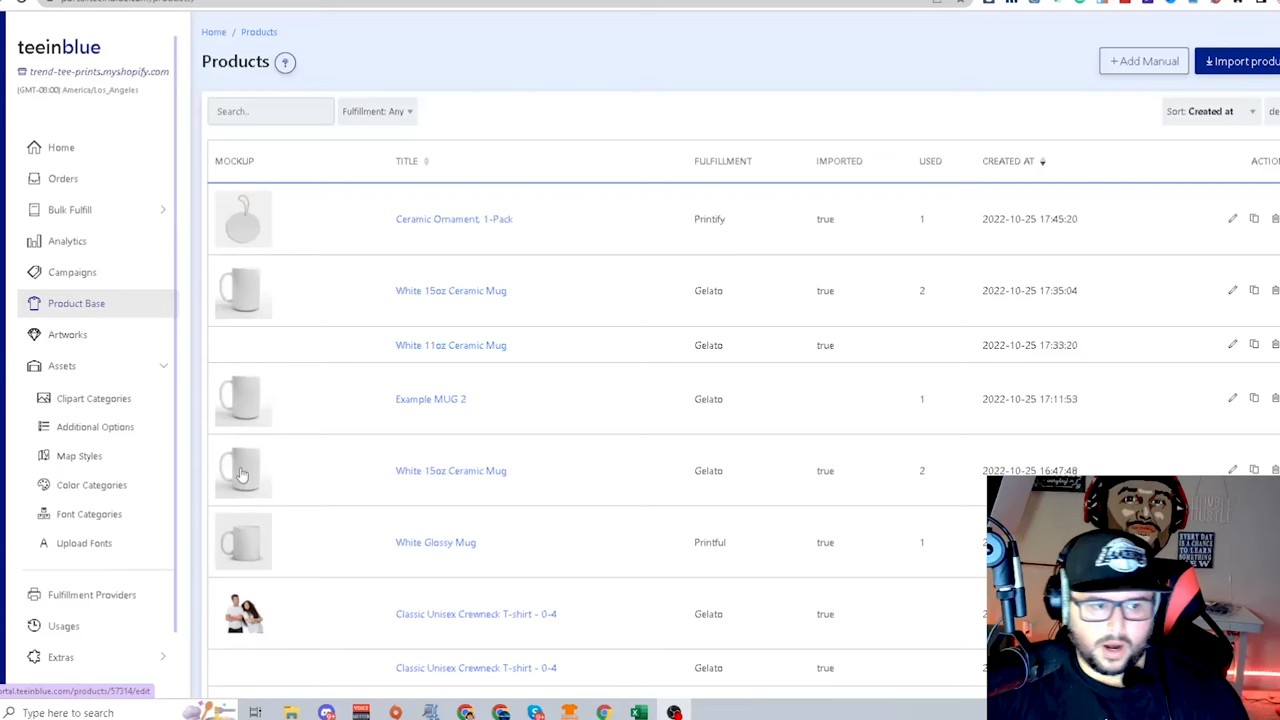 teeinblue
trend-tee-prints.myshopify.com
(GMT-08:00) America/Los_Angeles
Home
Orders
Bulk Fulfill
Analytics
Campaigns
Product Base
Artworks
Assets
Clipart Categories
Additional Options
Map Styles
Color Categories
Font Categories
Upload Fonts
Fulfillment Providers
Usages
Extras
Home / Products
Products ?
+ Add Manual
Import produ
Search..
Fulfillment: Any
Sort: Created at
de
MOCKUP TITLE FULFILLMENT IMPORTED USED CREATED AT ACTIO
Ceramic Ornament, 1-Pack Printify true 1 2022-10-25 17:45:20
White 15oz Ceramic Mug Gelato true 2 2022-10-25 17:35:04
White 11oz Ceramic Mug Gelato true 2022-10-25 17:33:20
Example MUG 2 Gelato 1 2022-10-25 17:11:53
White 15oz Ceramic Mug Gelato true 2 2022-10-25 16:47:48
White Glossy Mug Printful true 1
Classic Unisex Crewneck T-shirt - 0-4 Gelato true
Classic Unisex Crewneck T-shirt - 0-4 Gelato true
HUMBLE
HUSTLE
EVERY DAY
IS A CHANCE
TO LEARN
SOMETHING
NEW
LAKERS
ortal.teeinblue.com/products/57314/edit
Type here to search